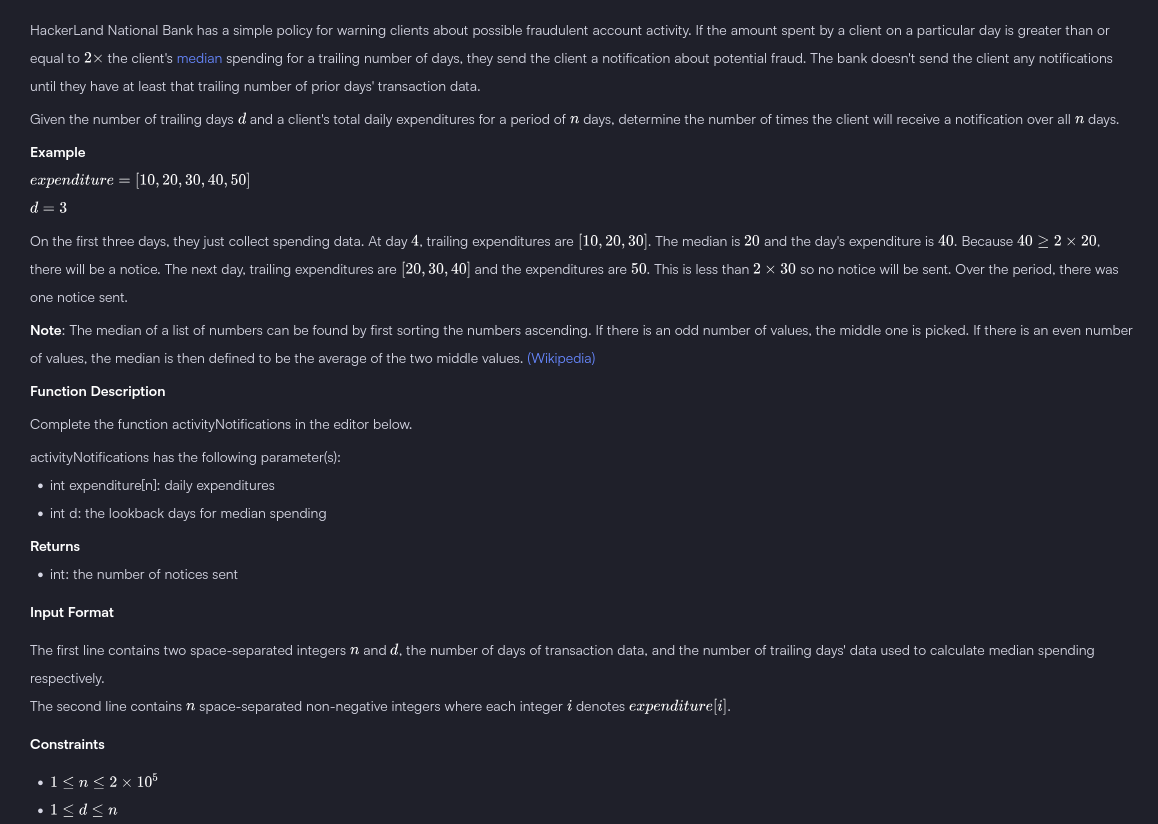 HackerLand National Bank has a simple policy for warning clients about possible fraudulent account activity. If the amount spent by a client on a particular day is greater than or
equal to 2× the client's median spending for a trailing number of days, they send the client a notification about potential fraud. The bank doesn't send the client any notifications
until they have at least that trailing number of prior days' transaction data.
Given the number of trailing days d and a client's total daily expenditures for a period of n days, determine the number of times the client will receive a notification over all n days.
Example
expenditure = [10, 20, 30, 40, 50]
d = 3
On the first three days, they just collect spending data. At day 4, trailing expenditures are [10, 20, 30]. The median is 20 and the day's expenditure is 40. Because 40 ≥ 2 × 20,
there will be a notice. The next day, trailing expenditures are [20, 30, 40] and the expenditures are 50. This is less than 2 × 30 so no notice will be sent. Over the period, there was
one notice sent.
Note: The median of a list of numbers can be found by first sorting the numbers ascending. If there is an odd number of values, the middle one is picked. If there is an even number
of values, the median is then defined to be the average of the two middle values. (Wikipedia)
Function Description
Complete the function activityNotifications in the editor below.
activityNotifications has the following parameter(s):
• int expenditure[n]: daily expenditures
• int d: the lookback days for median spending
Returns
• int: the number of notices sent
Input Format
The first line contains two space-separated integers n and d, the number of days of transaction data, and the number of trailing days' data used to calculate median spending
respectively.
The second line contains n space-separated non-negative integers where each integer i denotes expenditure[i].
Constraints
• 1 ≤ n ≤ 2 × 10⁵
• 1 ≤ d ≤ n